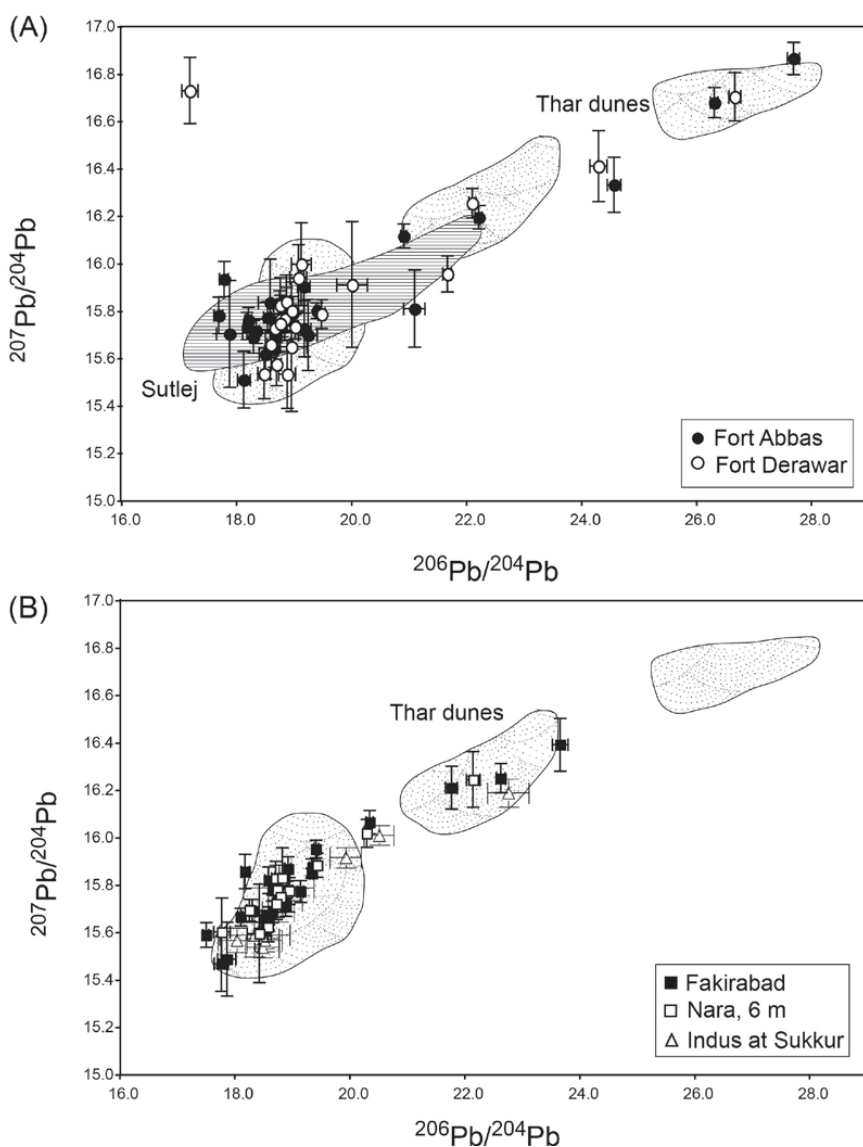 (A)
17.0
16.8
16.6
16.4
16.2
16.0
15.8
15.6
15.4
15.0
²⁰⁷Pb/²⁰⁴Pb
Thar dunes
Sutlej
Fort Abbas
Fort Derawar
16.0 18.0 20.0 22.0 24.0 26.0 28.0
²⁰⁶Pb/²⁰⁴Pb
(B)
17.0
16.8
16.6
16.4
16.2
16.0
15.8
15.6
15.4
15.2
15.0
²⁰⁷Pb/²⁰⁴Pb
Thar dunes
Fakirabad
Nara, 6 m
Indus at Sukkur
16.0 18.0 20.0 22.0 24.0 26.0 28.0
²⁰⁶Pb/²⁰⁴Pb